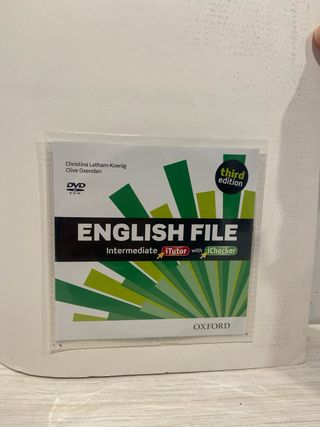 Christina Latham-Koenig
Clive Oxenden
DVD
third
edition
ENGLISH FILE
Intermediate iTutor with iChecker
OXFORD